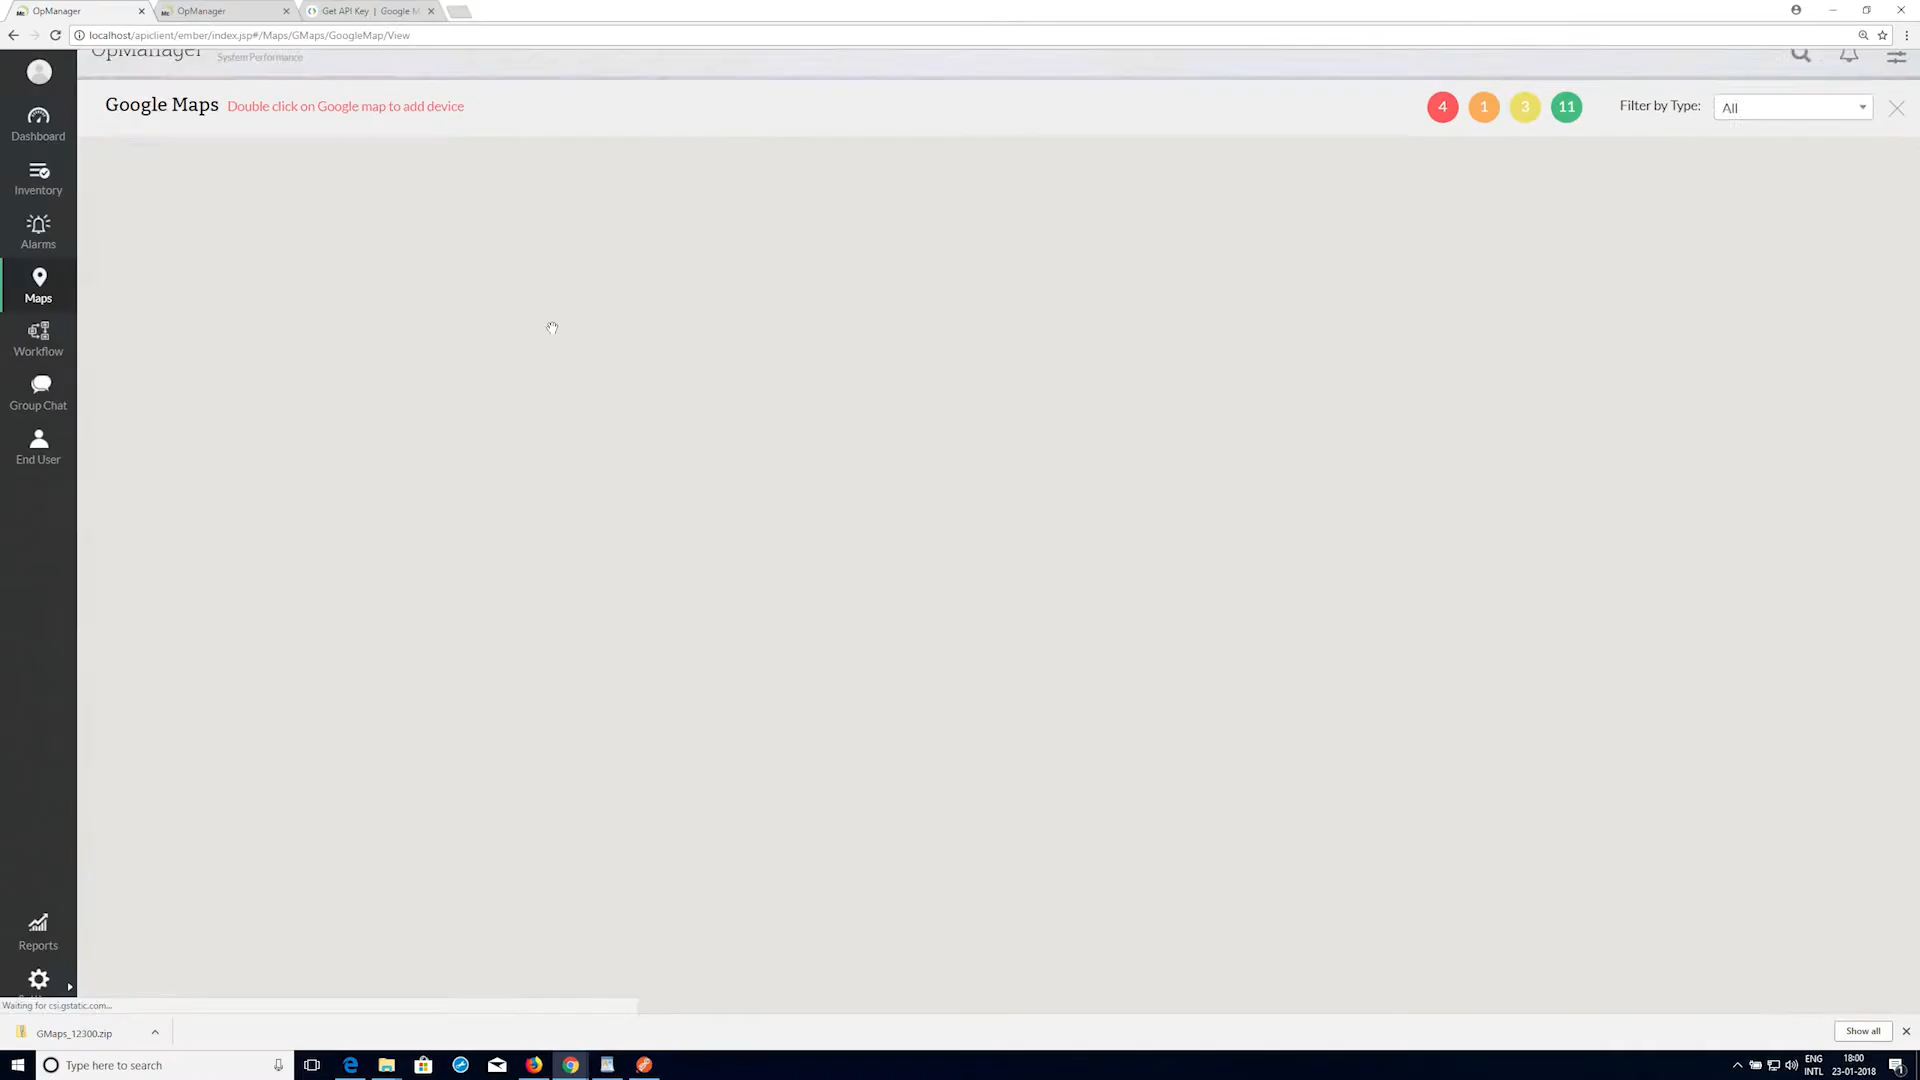 OpManager
OpManager
Get API Key | Google M
localhost/apiclient/ember/index.jsp#/Maps/GMaps/GoogleMap/View
OpManager System Performance
Google Maps Double click on Google map to add device
4 1 3 11 Filter by Type: All
Dashboard
Inventory
Alarms
Maps
Workflow
Group Chat
End User
Reports
Waiting for csi.gstatic.com...
GMaps_12300.zip
Show all
Type here to search
ENG
INTL
18:00
23-01-2018